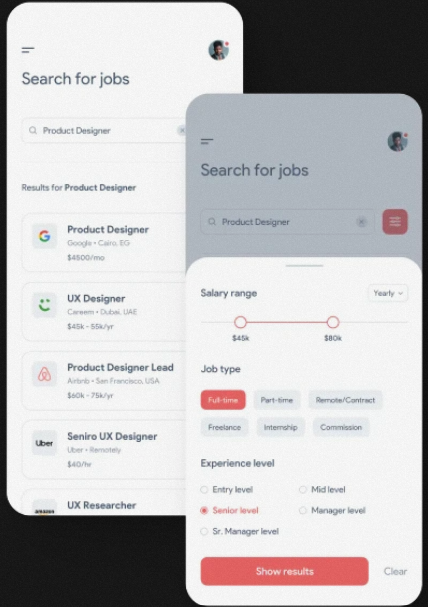 Search for jobs
Product Designer
Results for Product Designer
Product Designer
Google • Cairo, EG
$4500/mo
UX Designer
Careem • Dubai, UAE
$45k - 55k/yr
Product Designer Lead
Airbnb • San Francisco, USA
$60k - 75k/yr
Uber
Seniro UX Designer
Uber • Remotely
$40/hr
amazon
UX Researcher
Search for jobs
Product Designer
Salary range
Yearly
$45k
$80k
Job type
Full-time
Part-time
Remote/Contract
Freelance
Internship
Commission
Experience level
Entry level
Mid level
Senior level
Manager level
Sr. Manager level
Show results
Clear